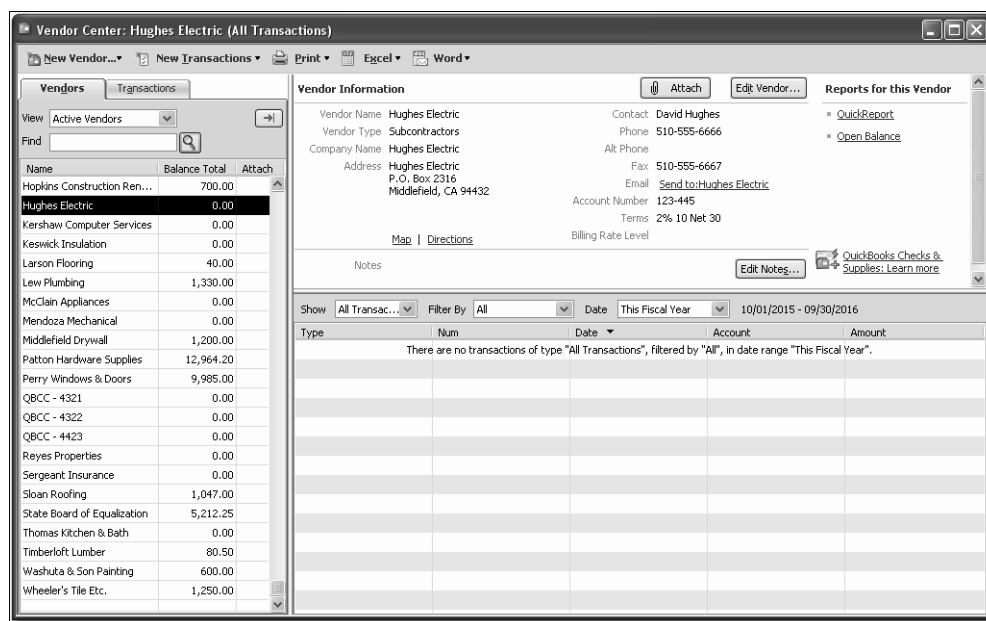 Vendor Center: Hughes Electric (All Transactions)
New Vendor... New Transactions Print Excel Word
Vendors Transactions
View Active Vendors
Find
Name Balance Total Attach
Hopkins Construction Ren... 700.00
Hughes Electric 0.00
Kershaw Computer Services 0.00
Keswick Insulation 0.00
Larson Flooring 40.00
Lew Plumbing 1,330.00
McClain Appliances 0.00
Mendoza Mechanical 0.00
Middlefield Drywall 1,200.00
Patton Hardware Supplies 12,964.20
Perry Windows & Doors 9,985.00
QBCC - 4321 0.00
QBCC - 4322 0.00
QBCC - 4423 0.00
Reyes Properties 0.00
Sergeant Insurance 0.00
Sloan Roofing 1,047.00
State Board of Equalization 5,212.25
Thomas Kitchen & Bath 0.00
Timberloft Lumber 80.50
Washuta & Son Painting 600.00
Wheeler's Tile Etc. 1,250.00
Vendor Information Attach Edit Vendor...
Vendor Name Hughes Electric
Vendor Type Subcontractors
Company Name Hughes Electric
Address Hughes Electric
P.O. Box 2316
Middlefield, CA 94432
Map | Directions
Contact David Hughes
Phone 510-555-6666
Alt Phone
Fax 510-555-6667
Email Send to:Hughes Electric
Account Number 123-445
Terms 2% 10 Net 30
Billing Rate Level
Notes Edit Notes...
Reports for this Vendor
QuickReport
Open Balance
QuickBooks Checks &
Supplies: Learn more
Show All Transac... Filter By All Date This Fiscal Year 10/01/2015 - 09/30/2016
Type Num Date Account Amount
There are no transactions of type "All Transactions", filtered by "All", in date range "This Fiscal Year".